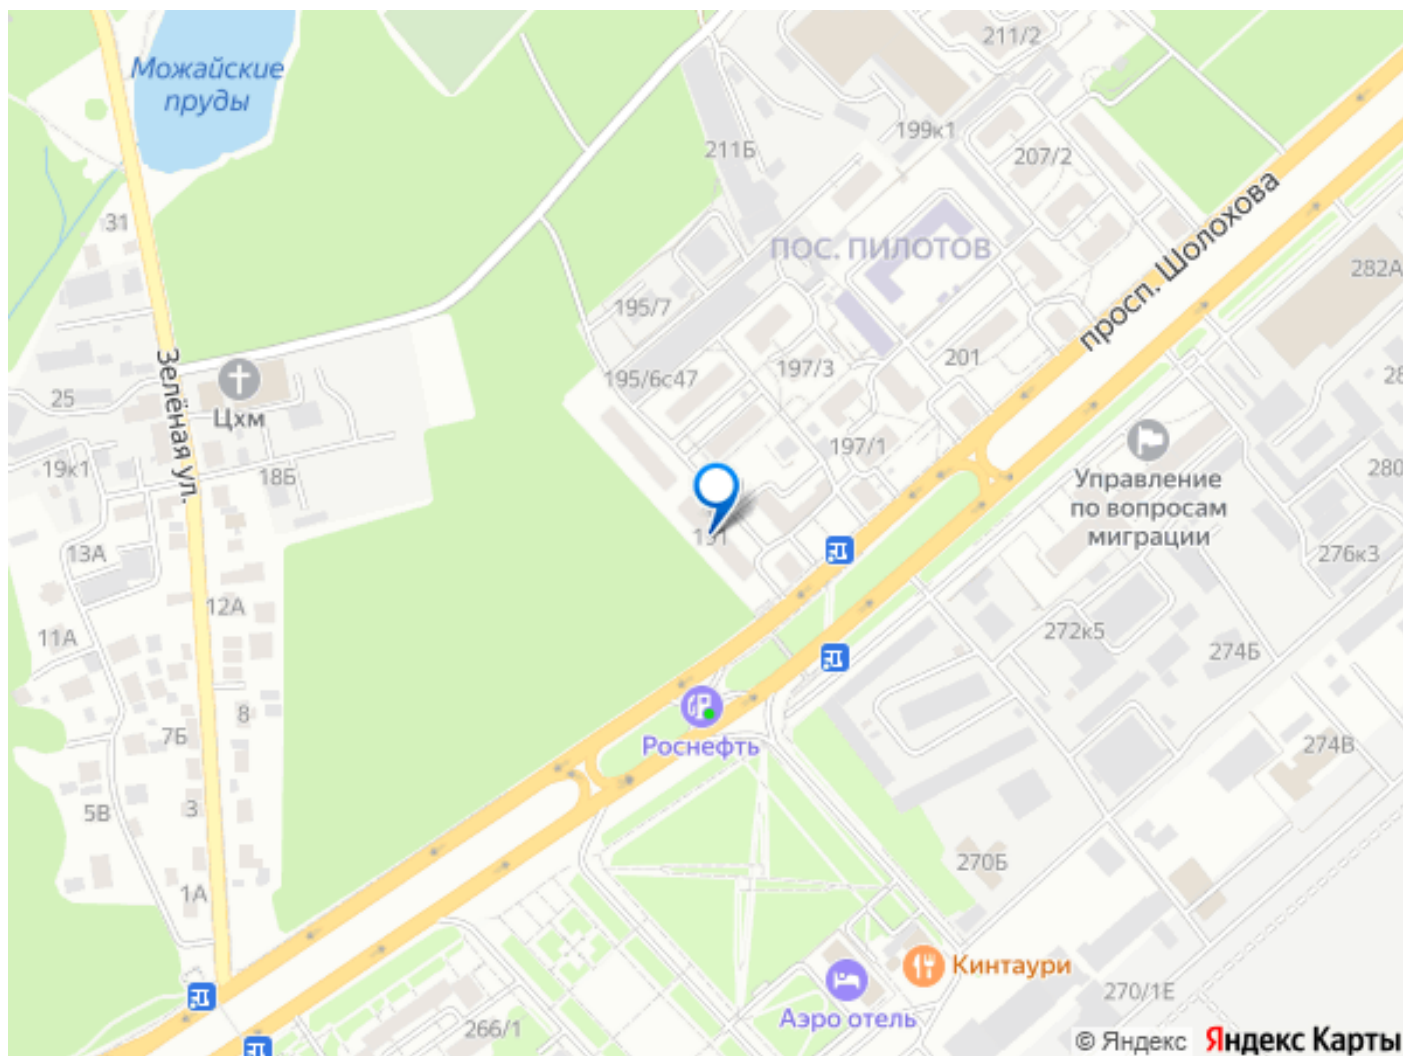 211/2
Можайские
пруды
199к1
211Б
207/2
31
ПОС. ПИЛОТОВ
просп. Шолохова
282А
195/7
201
197/3
195/6с47
25
Цхм
Зелёная ул.
197/1
19к1
18Б
280
Управление
по вопросам
миграции
13А
276к3
12А
11А
272к5
274Б
8
7Б
Роснефть
274В
5В
3
270Б
1А
Кинтаури
270/1Е
Аэро отель
266/1
© Яндекс
Яндекс Карты